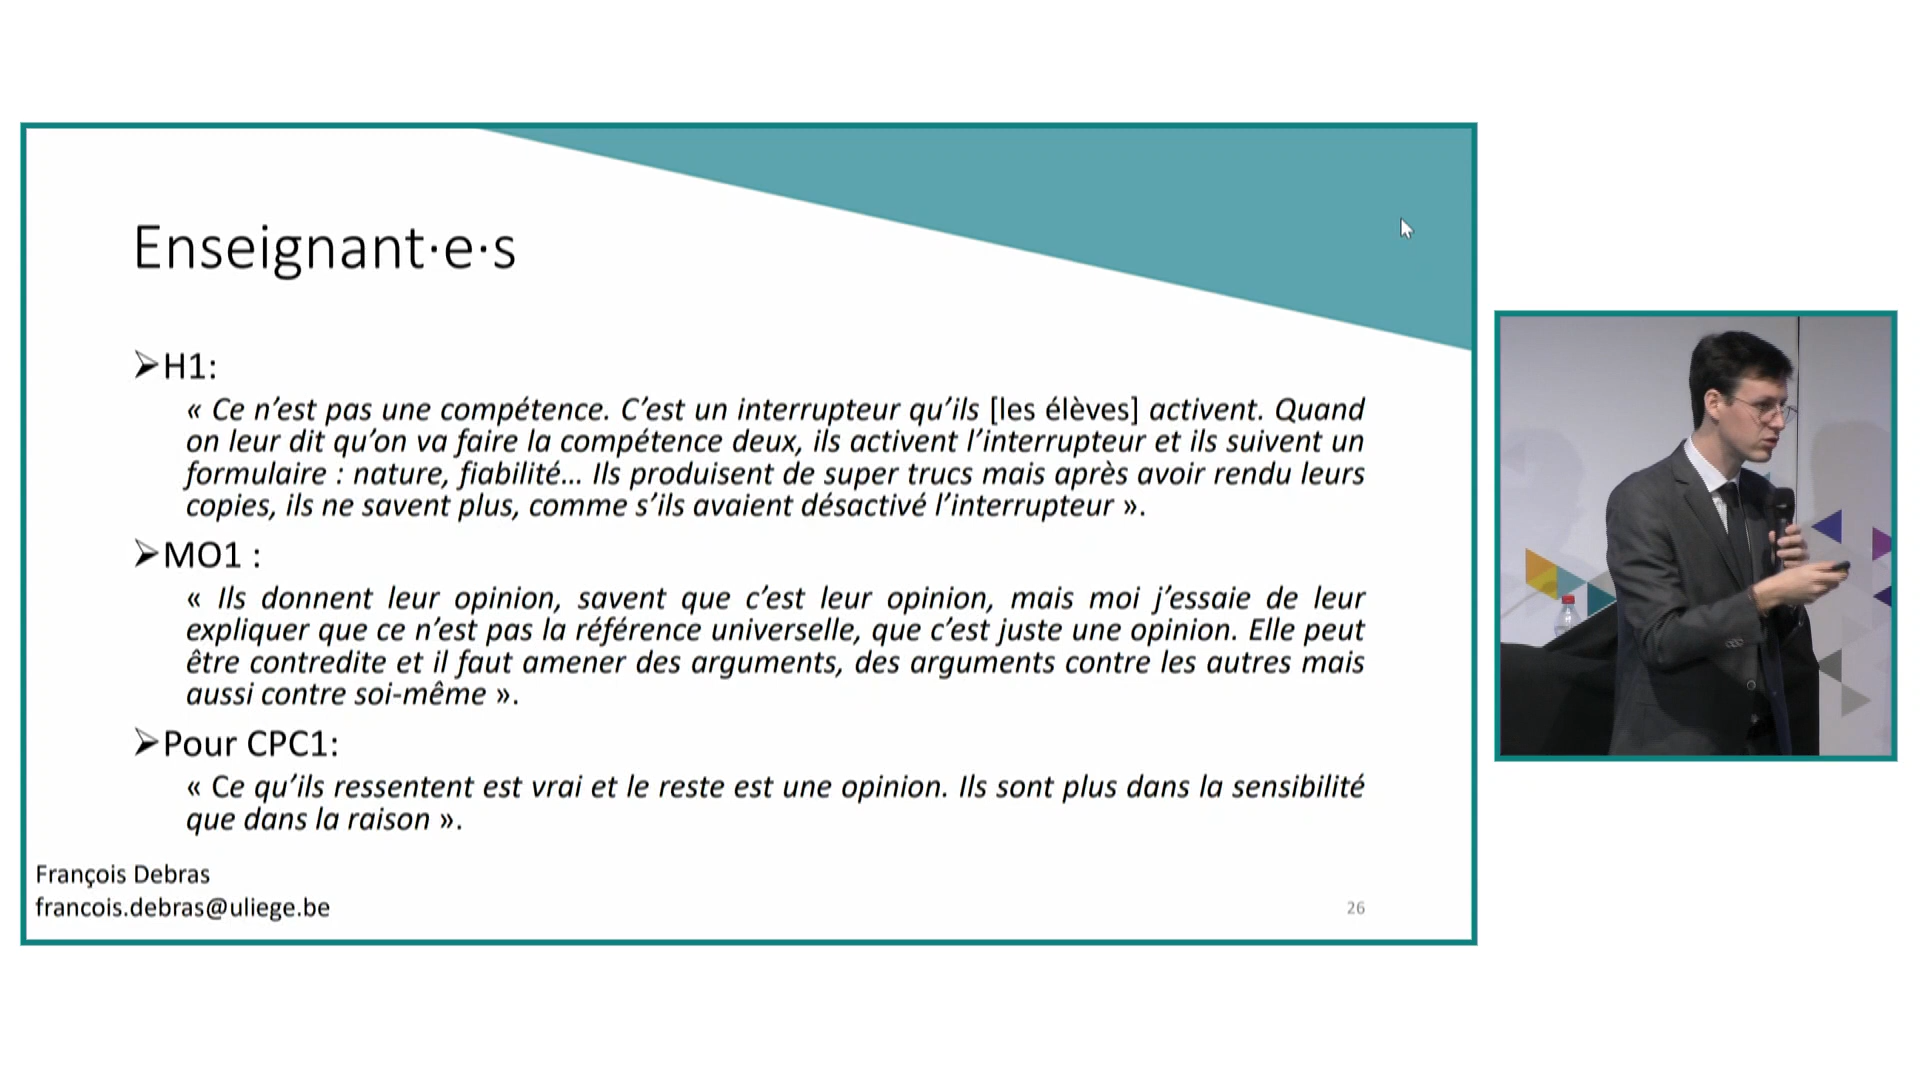 Enseignant·e·s
➢H1:
« Ce n’est pas une compétence. C’est un interrupteur qu’ils [les élèves] activent. Quand
on leur dit qu’on va faire la compétence deux, ils activent l’interrupteur et ils suivent un
formulaire : nature, fiabilité… Ils produisent de super trucs mais après avoir rendu leurs
copies, ils ne savent plus, comme s’ils avaient désactivé l’interrupteur ».
➢MO1 :
« Ils donnent leur opinion, savent que c’est leur opinion, mais moi j’essaie de leur
expliquer que ce n’est pas la référence universelle, que c’est juste une opinion. Elle peut
être contredite et il faut amener des arguments, des arguments contre les autres mais
aussi contre soi-même ».
➢Pour CPC1:
« Ce qu’ils ressentent est vrai et le reste est une opinion. Ils sont plus dans la sensibilité
que dans la raison ».
François Debras
francois.debras@uliege.be
26